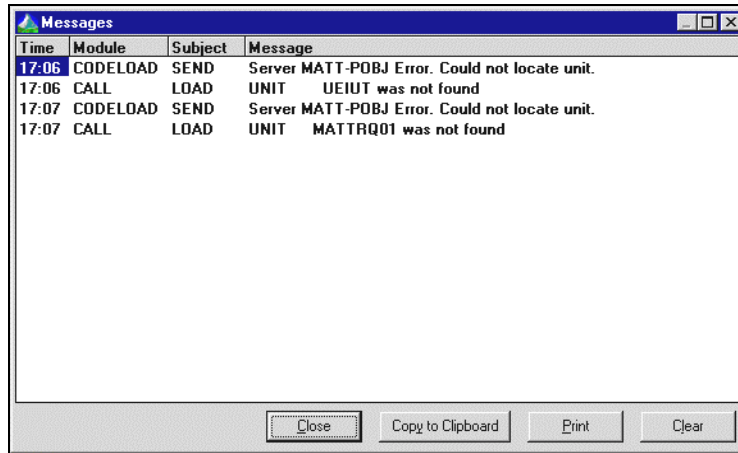 Messages
Time Module Subject Message
17:06 CODELOAD SEND Server MATT-POBJ Error. Could not locate unit.
17:06 CALL LOAD UNIT UEIUT was not found
17:07 CODELOAD SEND Server MATT-POBJ Error. Could not locate unit.
17:07 CALL LOAD UNIT MATTRQ01 was not found
Close Copy to Clipboard Print Clear